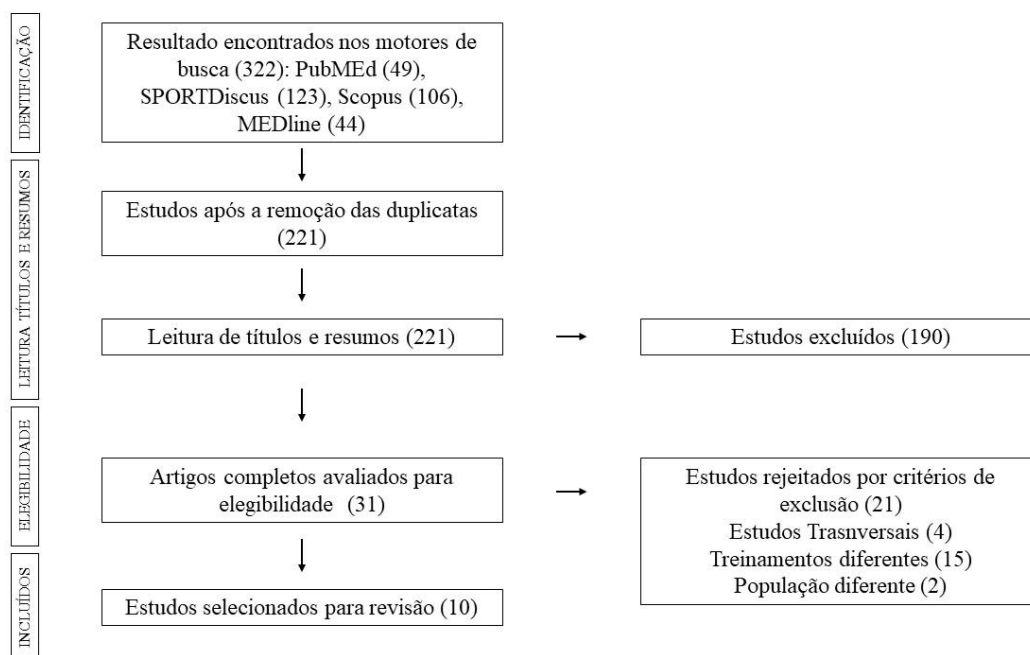 IDENTIFICAÇÃO
Resultado encontrados nos motores de
busca (322): PubMEd (49),
SPORTDiscus (123), Scopus (106),
MEDline (44)
LEITURA TÍTULOS E RESUMOS
Estudos após a remoção das duplicatas
(221)
Leitura de títulos e resumos (221)
Estudos excluídos (190)
ELEGIBILIDADE
Artigos completos avaliados para
elegibilidade (31)
Estudos rejeitados por critérios de
exclusão (21)
Estudos Trasnversais (4)
Treinamentos diferentes (15)
População diferente (2)
INCLUÍDOS
Estudos selecionados para revisão (10)